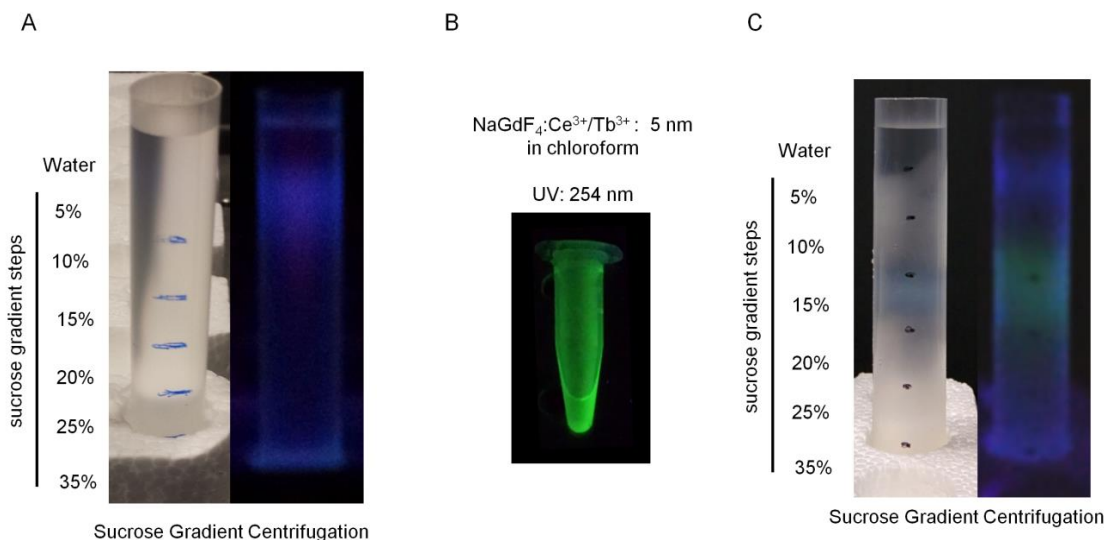 A
Water
sucrose gradient steps
5%
10%
15%
20%
25%
35%
Sucrose Gradient Centrifugation
B
NaGdF₄:Ce³⁺/Tb³⁺ : 5 nm
in chloroform
UV: 254 nm
C
Water
sucrose gradient steps
5%
10%
15%
20%
25%
35%
Sucrose Gradient Centrifugation